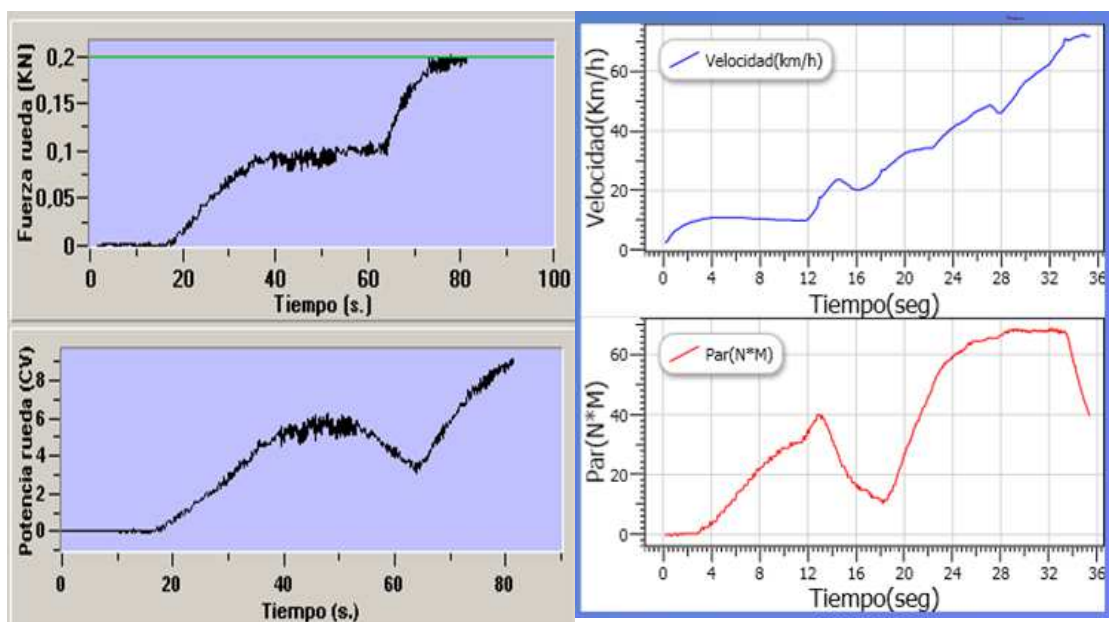 Fuerza rueda (KN)
0,2
0,15
0,1
0,05
0
0 20 40 60 80 100
Tiempo (s.)
Potencia rueda (CV)
8
6
4
2
0
0 20 40 60 80
Tiempo (s.)
Velocidad(Km/h)
Velocidad(km/h)
60
40
20
0
0 4 8 12 16 20 24 28 32 36
Tiempo(seg)
Par(N*M)
Par(N*M)
60
40
20
0
0 4 8 12 16 20 24 28 32 36
Tiempo(seg)